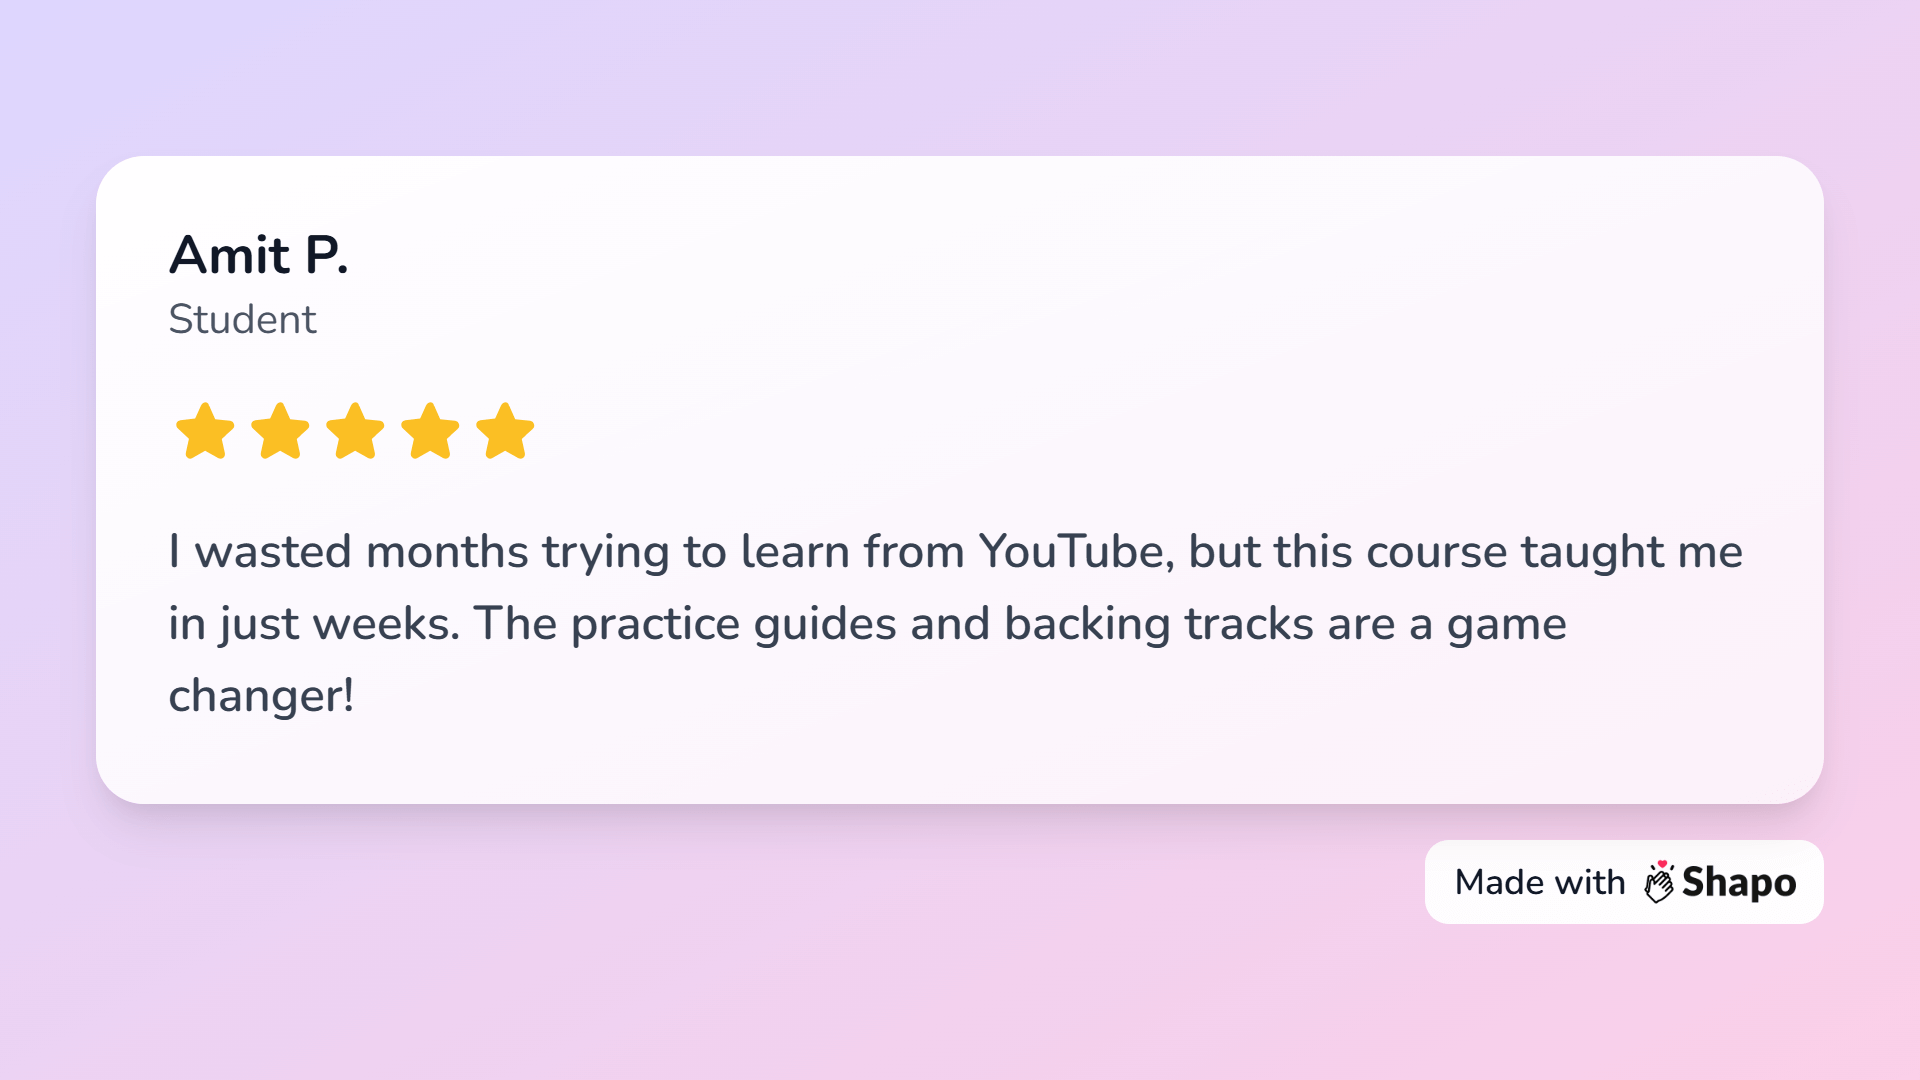 Amit P.
Student
I wasted months trying to learn from YouTube, but this course taught me
in just weeks. The practice guides and backing tracks are a game
changer!
Made with Shapo